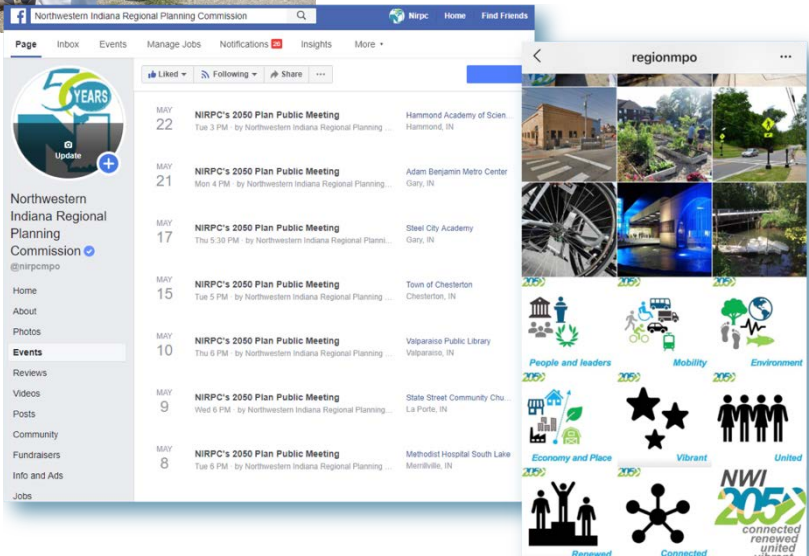 Northwestern Indiana Regional Planning Commission
Nirpc Home Find Friends
Page Inbox Events Manage Jobs Notifications 26 Insights More
Liked Following Share ...
50 YEARS
Update
Northwestern
Indiana Regional
Planning
Commission
@nirpcmpo
Home
About
Photos
Events
Reviews
Videos
Posts
Community
Fundraisers
Info and Ads
Jobs
MAY
22
NIRPC's 2050 Plan Public Meeting
Tue 3 PM · by Northwestern Indiana Regional Planning ...
Hammond Academy of Scien...
Hammond, IN
MAY
21
NIRPC's 2050 Plan Public Meeting
Mon 4 PM · by Northwestern Indiana Regional Planning...
Adam Benjamin Metro Center
Gary, IN
MAY
17
NIRPC's 2050 Plan Public Meeting
Thu 5:30 PM · by Northwestern Indiana Regional Planni...
Steel City Academy
Gary, IN
MAY
15
NIRPC's 2050 Plan Public Meeting
Tue 5 PM · by Northwestern Indiana Regional Planning ...
Town of Chesterton
Chesterton, IN
MAY
10
NIRPC's 2050 Plan Public Meeting
Thu 6 PM · by Northwestern Indiana Regional Planning ...
Valparaiso Public Library
Valparaiso, IN
MAY
9
NIRPC's 2050 Plan Public Meeting
Wed 6 PM · by Northwestern Indiana Regional Planning...
State Street Community Chu...
La Porte, IN
MAY
8
NIRPC's 2050 Plan Public Meeting
Tue 6 PM · by Northwestern Indiana Regional Planning ...
Methodist Hospital South Lake
Merrillville, IN
regionmpo
...
2050 2050 2050
People and leaders Mobility Environment
2050 2050 2050
Economy and Place Vibrant United
2050 2050
Renewed Connected
NWI
2050
connected
renewed
united
vibrant